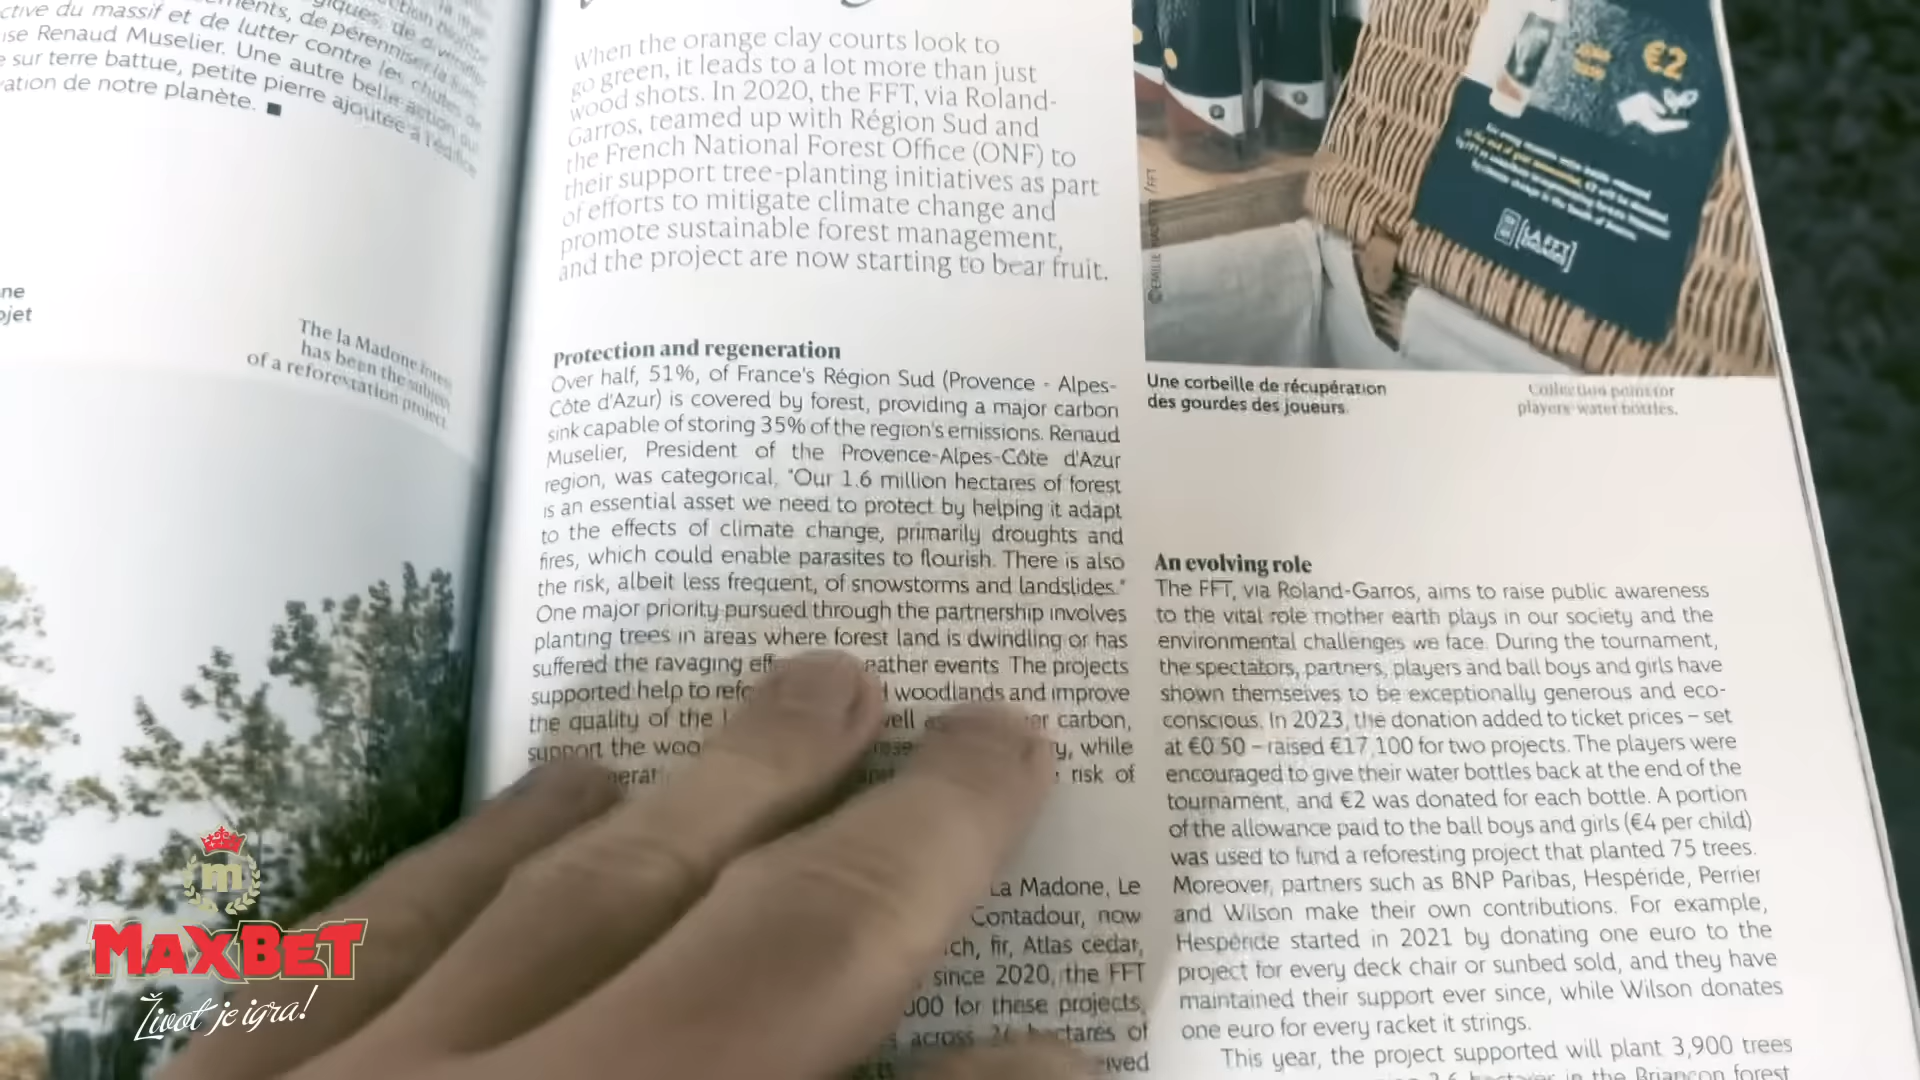 ctive du massif et de lutter contre les chutes de
ise Renaud Muselier. Une autre belle action
sur terre battue, petite pierre ajoutée à l'édifice
ation de notre planète. ■
ne
ojet
The la Madone
has been the subject
of a reforestation project.
When the orange clay courts look to
go green, it leads to a lot more than just
wood shots. In 2020, the FFT, via Roland-
Garros, teamed up with Région Sud and
the French National Forest Office (ONF) to
their support tree-planting initiatives as part
of efforts to mitigate climate change and
promote sustainable forest management,
and the project are now starting to bear fruit.
Protection and regeneration
Over half, 51%, of France's Région Sud (Provence - Alpes-
Côte d'Azur) is covered by forest, providing a major carbon
sink capable of storing 35% of the region's emissions. Renaud
Muselier, President of the Provence-Alpes-Côte d'Azur
region, was categorical, "Our 1.6 million hectares of forest
is an essential asset we need to protect by helping it adapt
to the effects of climate change, primarily droughts and
fires, which could enable parasites to flourish. There is also
the risk, albeit less frequent, of snowstorms and landslides."
One major priority pursued through the partnership involves
planting trees in areas where forest land is dwindling or has
suffered the ravaging eff eather events. The projects
supported help to refo woodlands and improve
the quality of the well as or carbon,
support the woo y, while
nerat risk of
La Madone, Le
Contadour, now
ch, fir, Atlas cedar,
since 2020, the FFT
000 for these projects,
across 24 hectares of
ived
€2
©EMILIE /FFT
Une corbeille de récupération
des gourdes des joueurs.
Collection point for
players' water bottles.
An evolving role
The FFT, via Roland-Garros, aims to raise public awareness
to the vital role mother earth plays in our society and the
environmental challenges we face. During the tournament,
the spectators, partners, players and ball boys and girls have
shown themselves to be exceptionally generous and eco-
conscious. In 2023, the donation added to ticket prices – set
at €0.50 – raised €17,100 for two projects. The players were
encouraged to give their water bottles back at the end of the
tournament, and €2 was donated for each bottle. A portion
of the allowance paid to the ball boys and girls (€4 per child)
was used to fund a reforesting project that planted 75 trees.
Moreover, partners such as BNP Paribas, Hespéride, Perrier
and Wilson make their own contributions. For example,
Hespéride started in 2021 by donating one euro to the
project for every deck chair or sunbed sold, and they have
maintained their support ever since, while Wilson donates
one euro for every racket it strings.
This year, the project supported will plant 3,900 trees
in the Briançon forest
m
MAXBET
Život je igra!